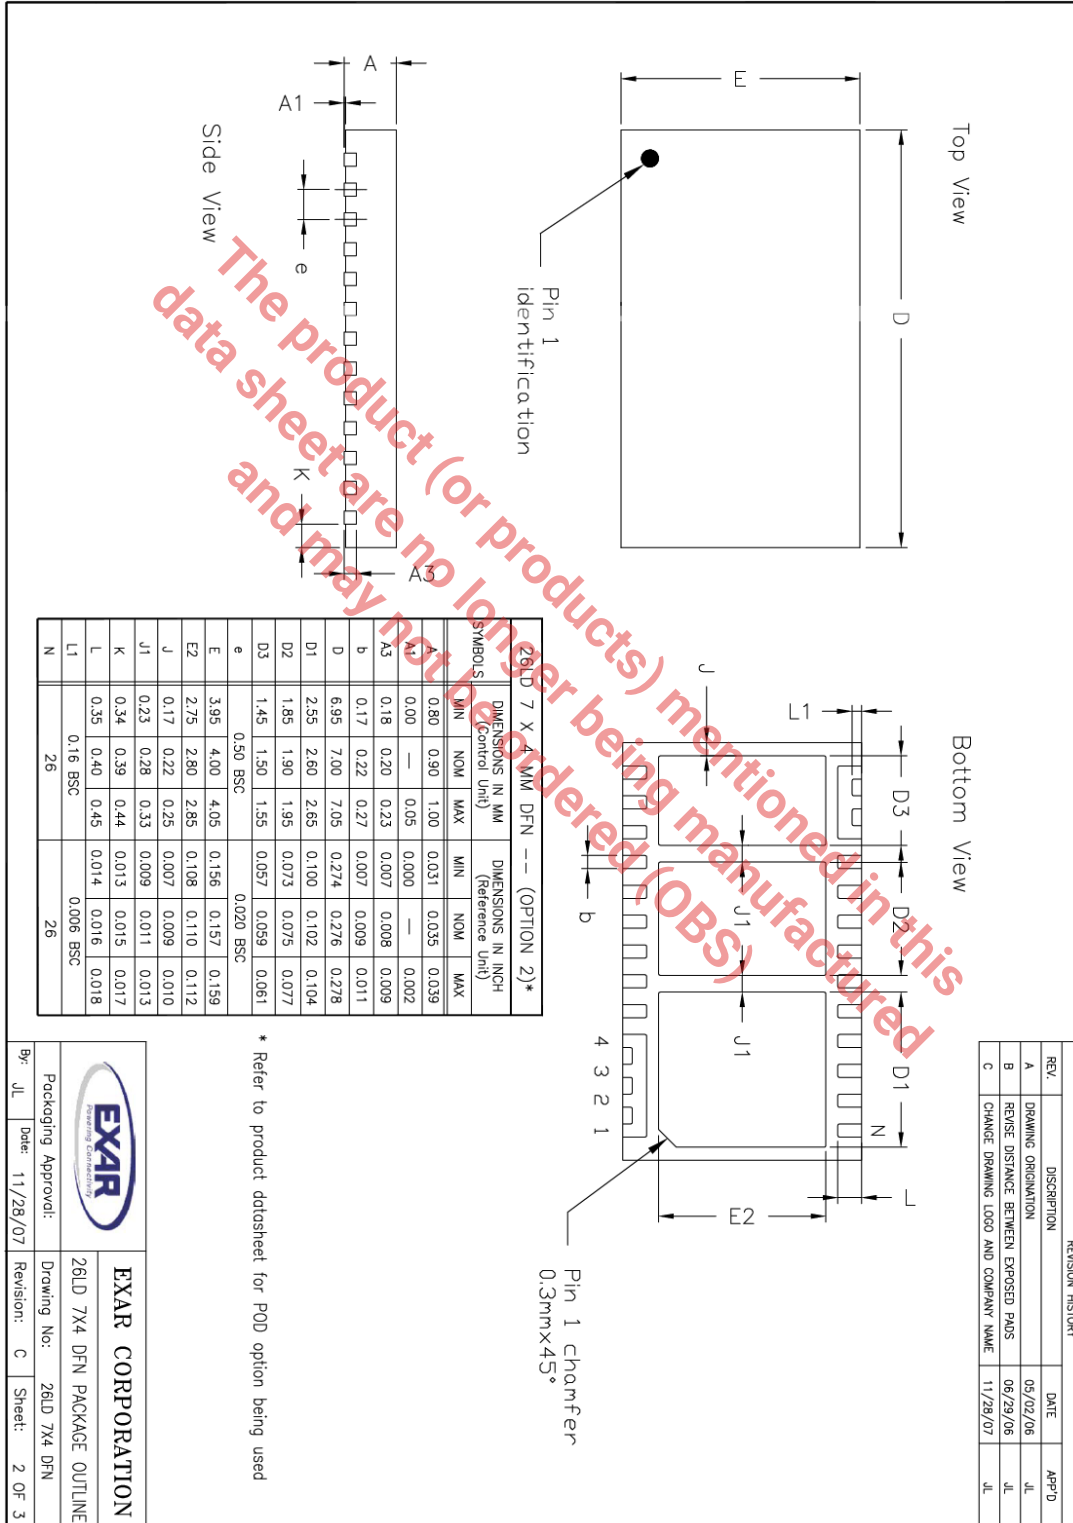 REVISION HISTORY
REV. DISCRIPTION DATE APP'D
A DRAWING ORIGINATION 05/02/06 JL
B REVISE DISTANCE BETWEEN EXPOSED PADS 06/29/06 JL
C CHANGE DRAWING LOGO AND COMPANY NAME 11/28/07 JL
Top View
D
E
Pin 1
identification
Bottom View
D3 D2 D1
L1
N
L
J
J1
J1
E2
b
4 3 2 1
Pin 1 chamfer
0.3mmx45°
Side View
A
A1
e
K
A3
The product (or products) mentioned in this
data sheet are no longer being manufactured
and may not be ordered (OBS)
26LD 7 X 4 MM DFN -- (OPTION 2)*
SYMBOLS DIMENSIONS IN MM (Control Unit) DIMENSIONS IN INCH (Reference Unit)
MIN NOM MAX MIN NOM MAX
A 0.80 0.90 1.00 0.031 0.035 0.039
A1 0.00 — 0.05 0.000 — 0.002
A3 0.18 0.20 0.23 0.007 0.008 0.009
b 0.17 0.22 0.27 0.007 0.009 0.011
D 6.95 7.00 7.05 0.274 0.276 0.278
D1 2.55 2.60 2.65 0.100 0.102 0.104
D2 1.85 1.90 1.95 0.073 0.075 0.077
D3 1.45 1.50 1.55 0.057 0.059 0.061
e 0.50 BSC 0.020 BSC
E 3.95 4.00 4.05 0.156 0.157 0.159
E2 2.75 2.80 2.85 0.108 0.110 0.112
J 0.17 0.22 0.25 0.007 0.009 0.010
J1 0.23 0.28 0.33 0.009 0.011 0.013
K 0.34 0.39 0.44 0.013 0.015 0.017
L 0.35 0.40 0.45 0.014 0.016 0.018
L1 0.16 BSC 0.006 BSC
N 26 26
* Refer to product datasheet for POD option being used
EXAR
Powering Connectivity
EXAR CORPORATION
26LD 7X4 DFN PACKAGE OUTLINE
Packaging Approval: Drawing No: 26LD 7X4 DFN
By: JL Date: 11/28/07 Revision: C Sheet: 2 OF 3